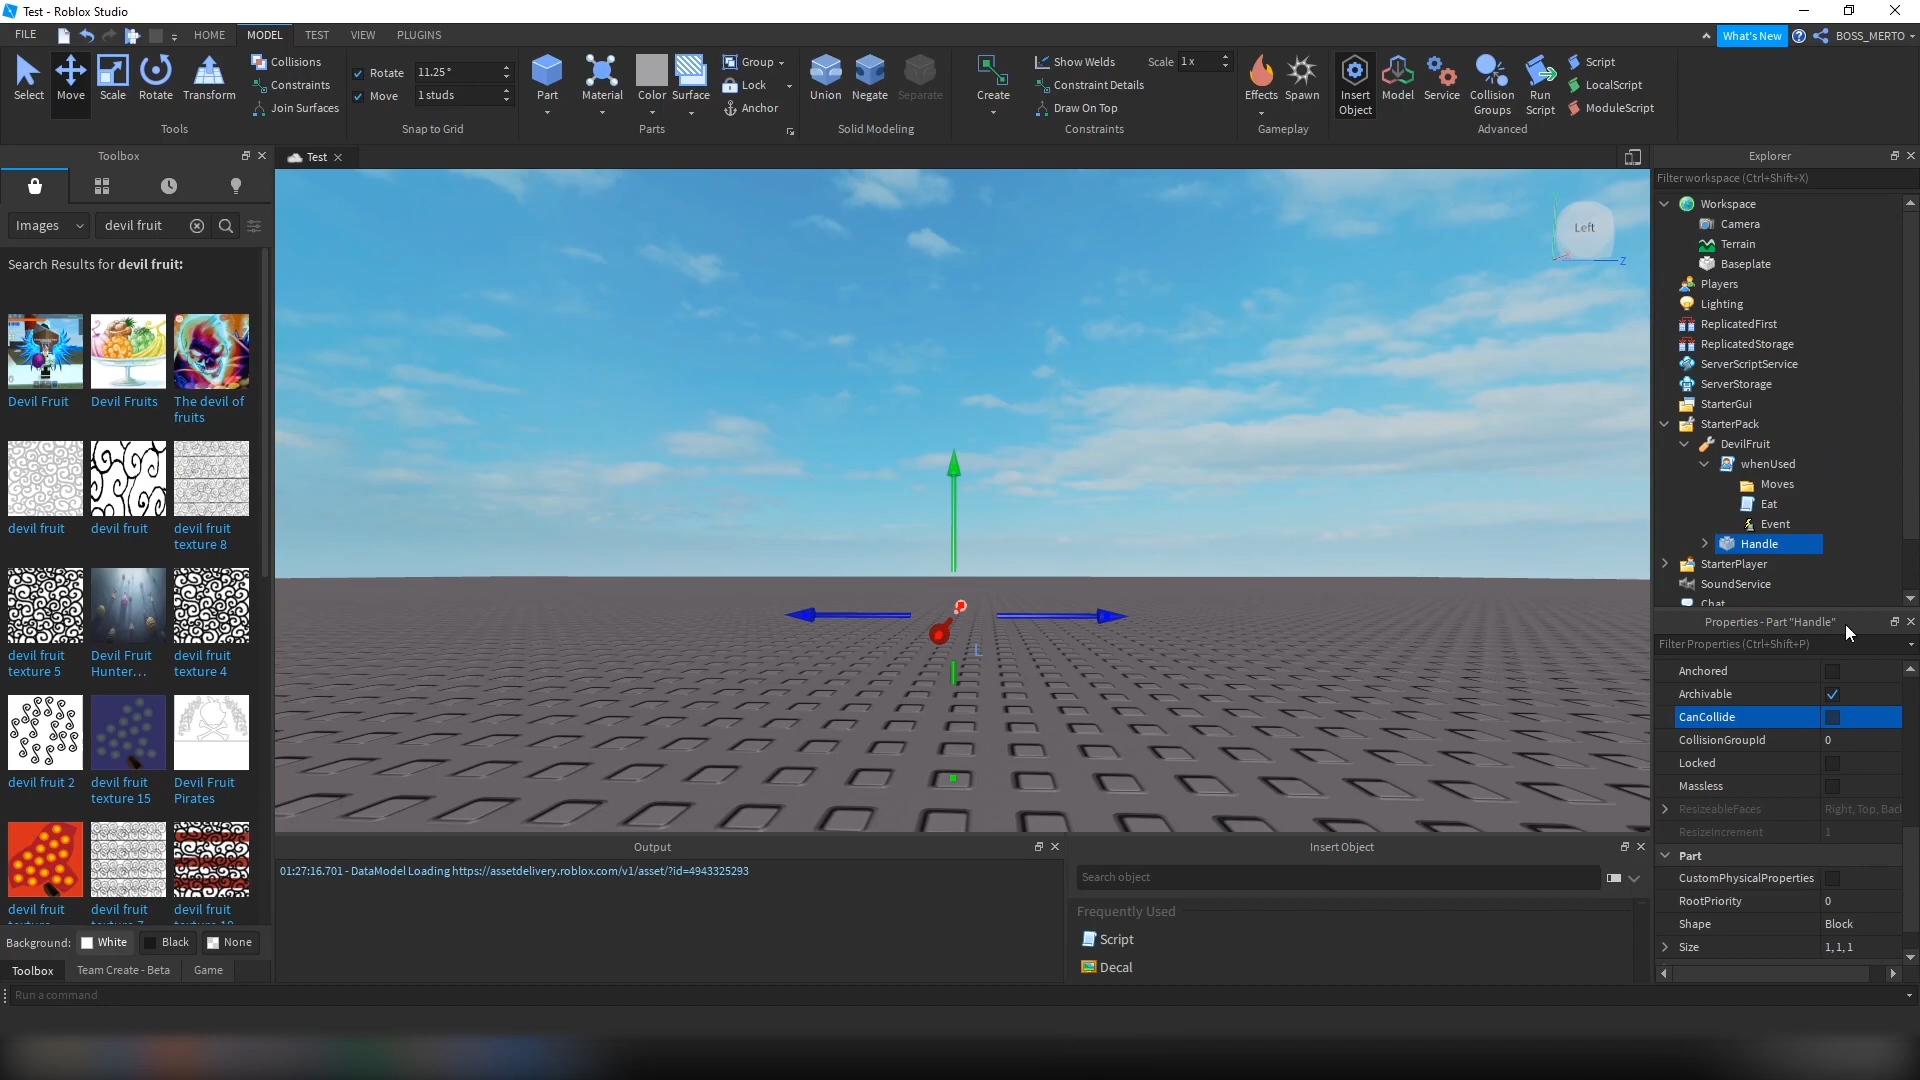 Test - Roblox Studio
FILE HOME MODEL TEST VIEW PLUGINS What's New BOSS_MERTO
Select Move Scale Rotate Transform
Collisions
Constraints
Join Surfaces
Tools
Rotate 11.25°
Move 1 studs
Snap to Grid
Part Material Color Surface
Group
Lock
Anchor
Parts
Union Negate Separate
Solid Modeling
Create
Show Welds Scale 1x
Constraint Details
Draw On Top
Constraints
Effects Spawn
Gameplay
Insert Object
Model
Service
Collision Groups
Run Script
Script
LocalScript
ModuleScript
Advanced
Toolbox
Images devil fruit
Search Results for devil fruit:
Devil Fruit
Devil Fruits
The devil of fruits
devil fruit
devil fruit
devil fruit texture 8
devil fruit texture 5
Devil Fruit Hunter...
devil fruit texture 4
devil fruit 2
devil fruit texture 15
Devil Fruit Pirates
devil fruit
devil fruit
devil fruit
Background: White Black None
Toolbox Team Create - Beta Game
Run a command
Test
Left
Z
L
Output
01:27:16.701 - DataModel Loading https://assetdelivery.roblox.com/v1/asset/?id=4943325293
Insert Object
Search object
Frequently Used
Script
Decal
Explorer
Filter workspace (Ctrl+Shift+X)
Workspace
Camera
Terrain
Baseplate
Players
Lighting
ReplicatedFirst
ReplicatedStorage
ServerScriptService
ServerStorage
StarterGui
StarterPack
DevilFruit
whenUsed
Moves
Eat
Event
Handle
StarterPlayer
SoundService
Chat
Properties - Part "Handle"
Filter Properties (Ctrl+Shift+P)
Anchored
Archivable
CanCollide
CollisionGroupId 0
Locked
Massless
ResizeableFaces Right, Top, Back
ResizeIncrement 1
Part
CustomPhysicalProperties
RootPriority 0
Shape Block
Size 1, 1, 1